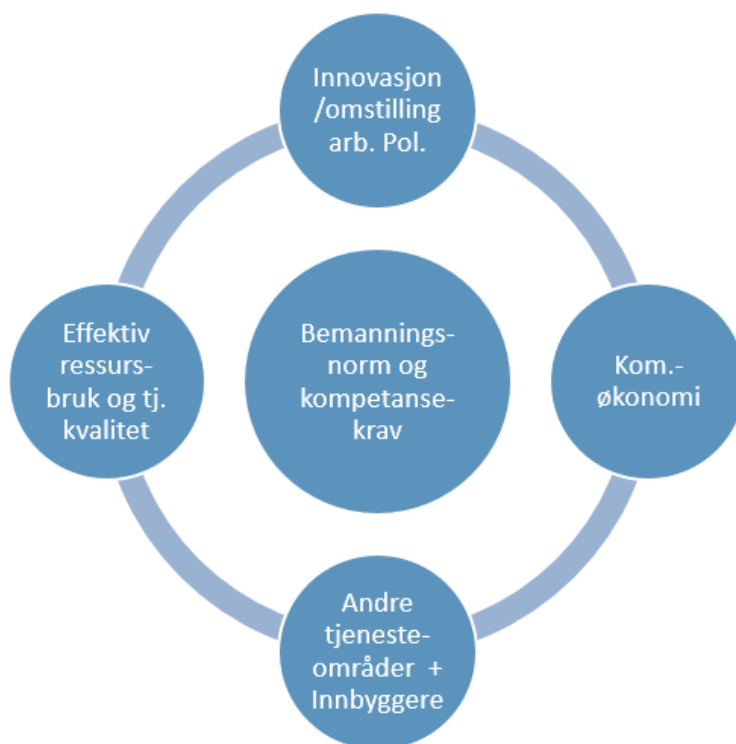 Innovasjon
/omstilling
arb. Pol.
Effektiv
ressurs-
bruk og tj.
kvalitet
Bemannings-
norm og
kompetanse-
krav
Kom.-
økonomi
Andre
tjeneste-
områder +
Innbyggere